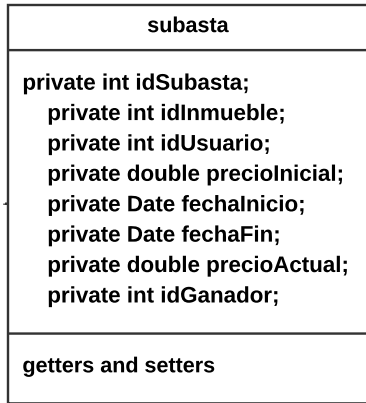 subasta
private int idSubasta;
private int idInmueble;
private int idUsuario;
private double precioInicial;
private Date fechaInicio;
private Date fechaFin;
private double precioActual;
private int idGanador;
getters and setters